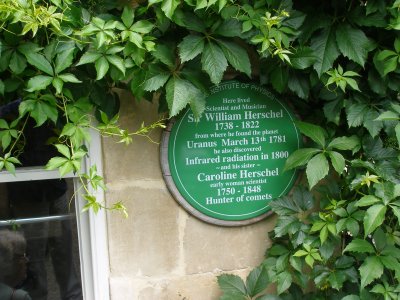 INSTITUTE OF PHYSICS
Here lived
Scientist and Musician
Sir William Herschel
1738 - 1822
from where he found the planet
Uranus March 13th 1781
he also discovered
Infrared radiation in 1800
~ and his sister ~
Caroline Herschel
early woman scientist
1750 - 1848
Hunter of comets